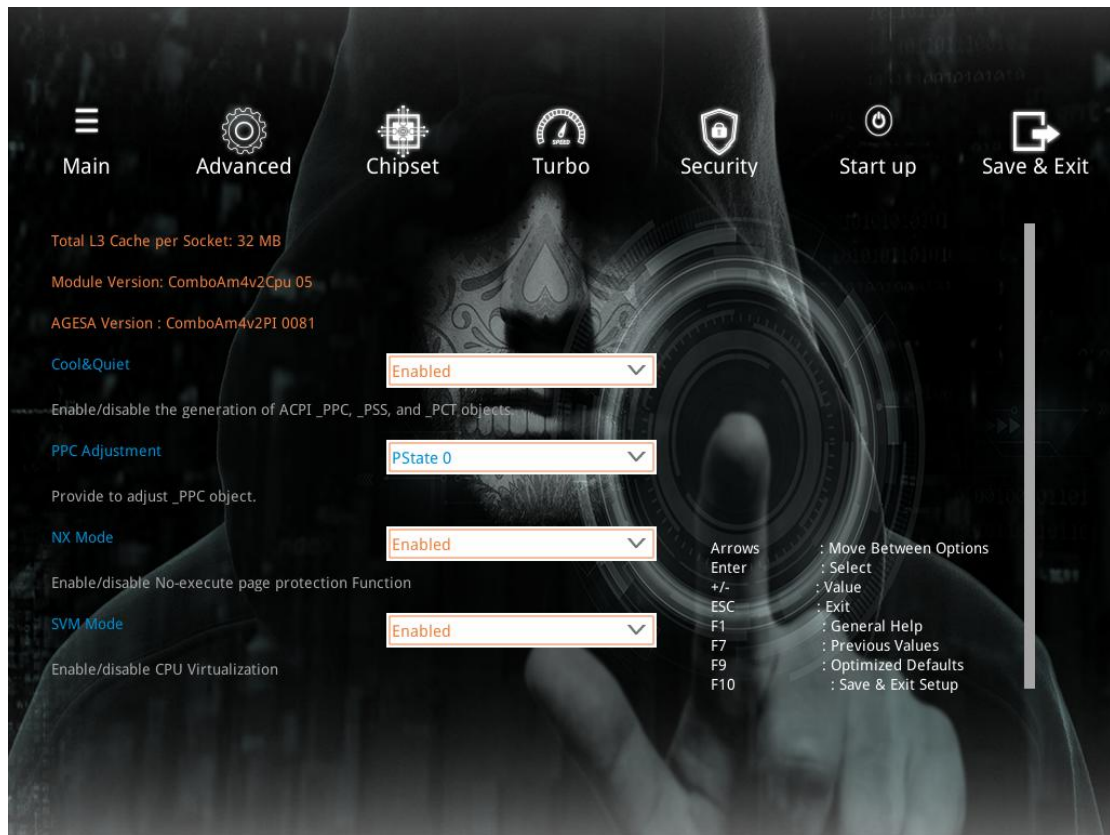 Main Advanced Chipset Turbo Security Start up Save & Exit
SPEED
Total L3 Cache per Socket: 32 MB
Module Version: ComboAm4v2Cpu 05
AGESA Version : ComboAm4v2PI 0081
Cool&Quiet Enabled
Enable/disable the generation of ACPI _PPC, _PSS, and _PCT objects.
PPC Adjustment PState 0
Provide to adjust _PPC object.
NX Mode Enabled
Enable/disable No-execute page protection Function
SVM Mode Enabled
Enable/disable CPU Virtualization
Arrows : Move Between Options
Enter : Select
+/- : Value
ESC : Exit
F1 : General Help
F7 : Previous Values
F9 : Optimized Defaults
F10 : Save & Exit Setup